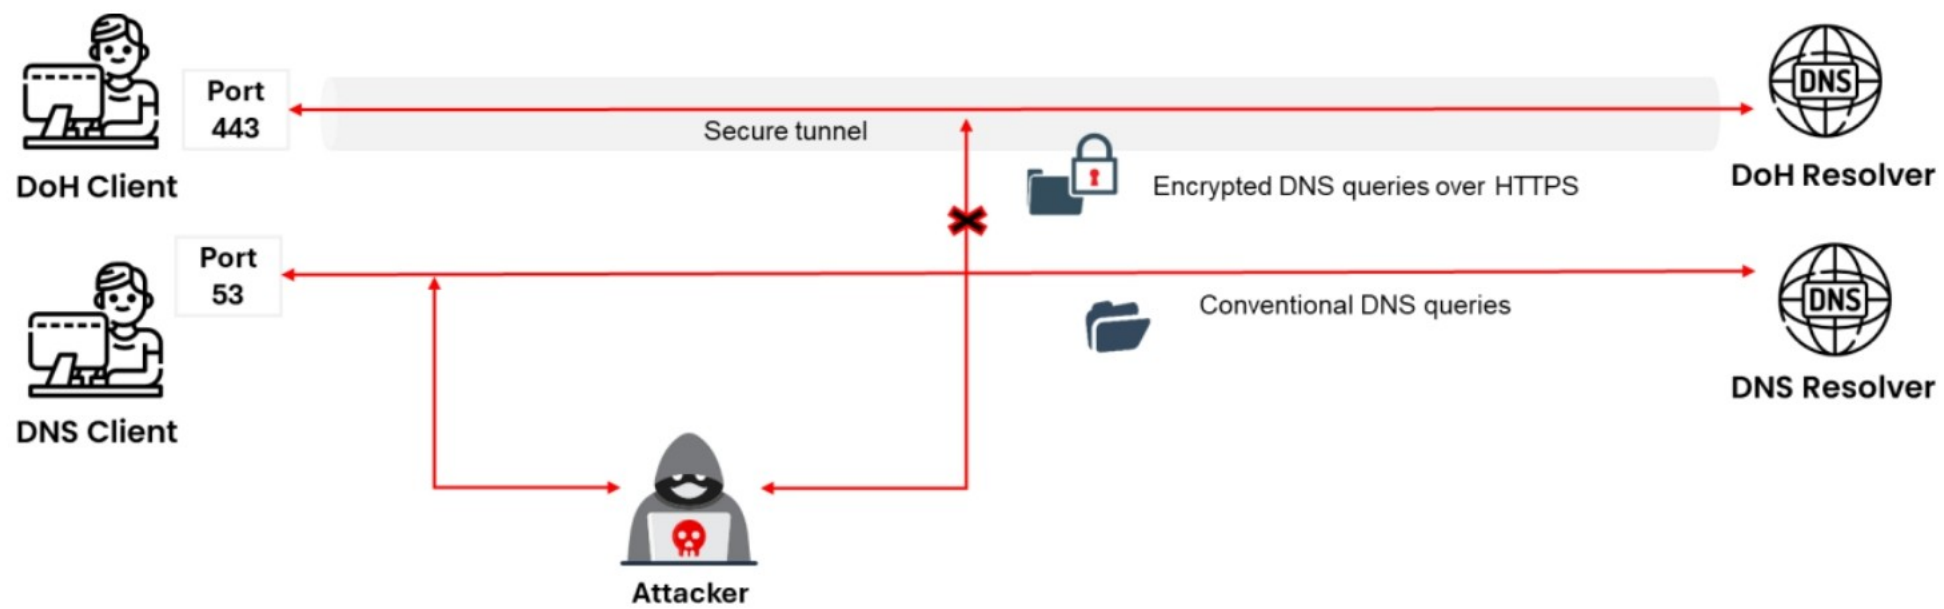 Port
443
DNS
Secure tunnel
DoH Client
Encrypted DNS queries over HTTPS
DoH Resolver
Port
53
DNS
Conventional DNS queries
DNS Client
DNS Resolver
Attacker